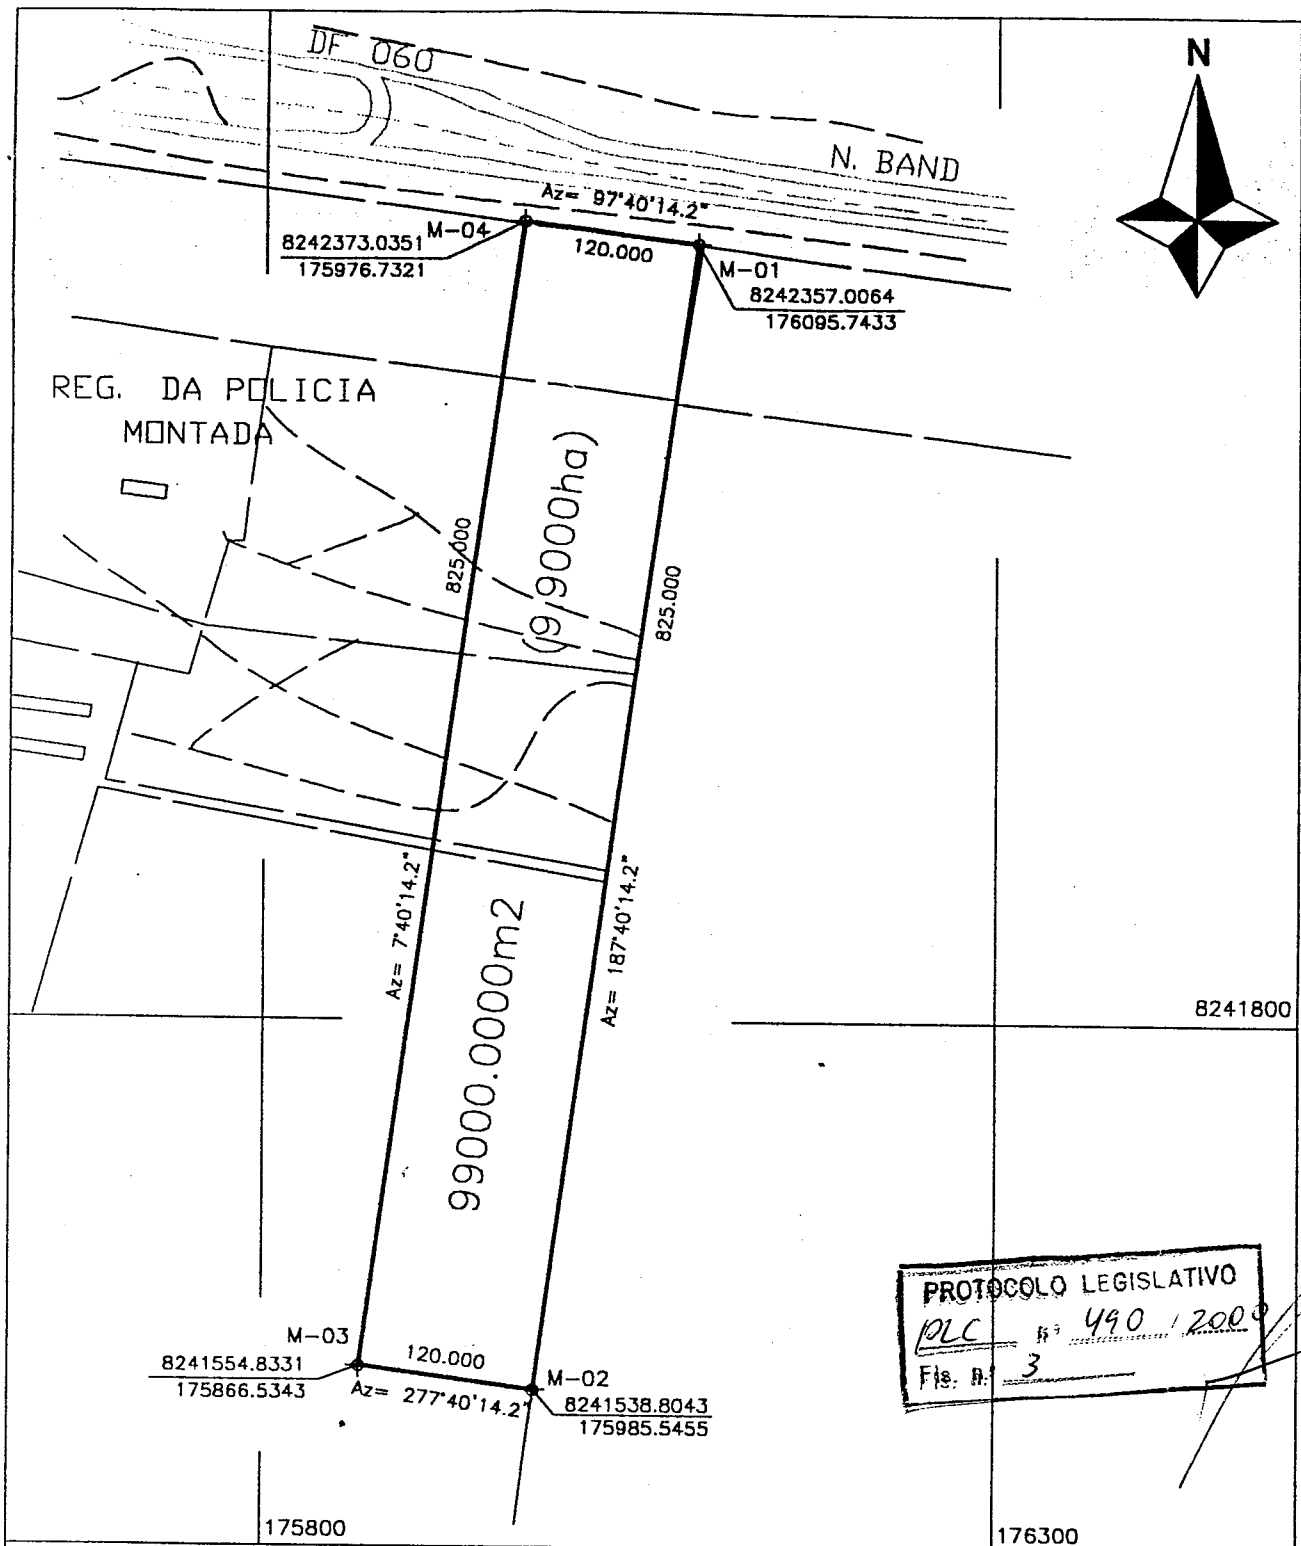 DF 060
N
N. BAND
Az= 97°40'14.2"
M-04
8242373.0351
175976.7321
120.000
M-01
8242357.0064
176095.7433
REG. DA POLICIA
MONTADA
(9.9000ha)
825.000
825.000
Az= 7°40'14.2"
99000.0000m2
Az= 187°40'14.2"
8241800
PROTOCOLO LEGISLATIVO
PLC Nº 490 / 2000
Fls. Nº 3
M-03
8241554.8331
175866.5343
120.000
Az= 277°40'14.2"
M-02
8241538.8043
175985.5455
175800
176300